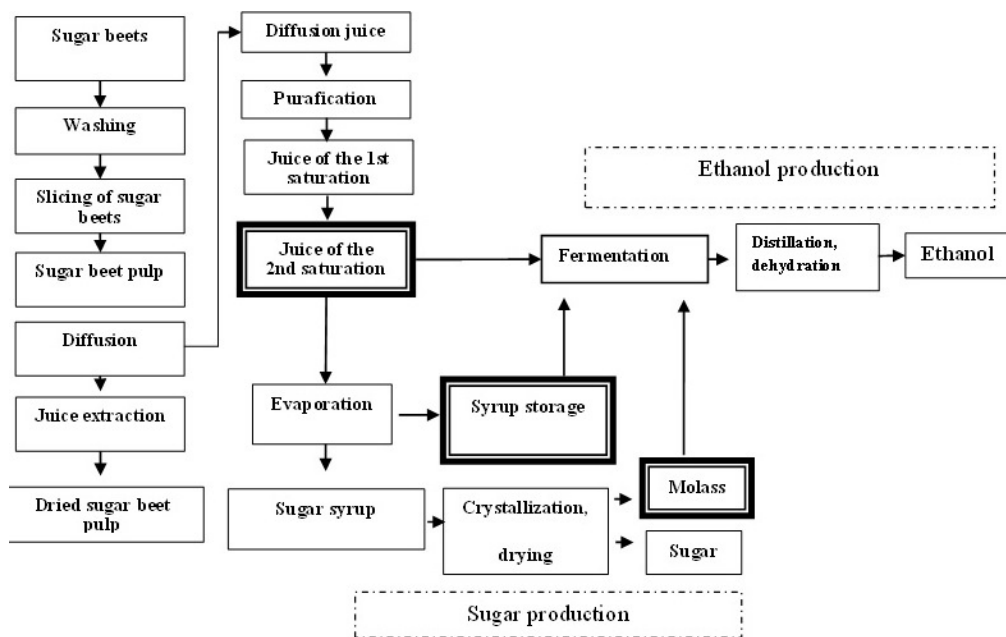 Sugar beets
Washing
Slicing of sugar
beets
Sugar beet pulp
Diffusion
Juice extraction
Dried sugar beet
pulp
Diffusion juice
Purafication
Juice of the 1st
saturation
Juice of the
2nd saturation
Evaporation
Sugar syrup
Syrup storage
Crystallization,
drying
Molass
Sugar
Sugar production
Ethanol production
Fermentation
Distillation,
dehydration
Ethanol